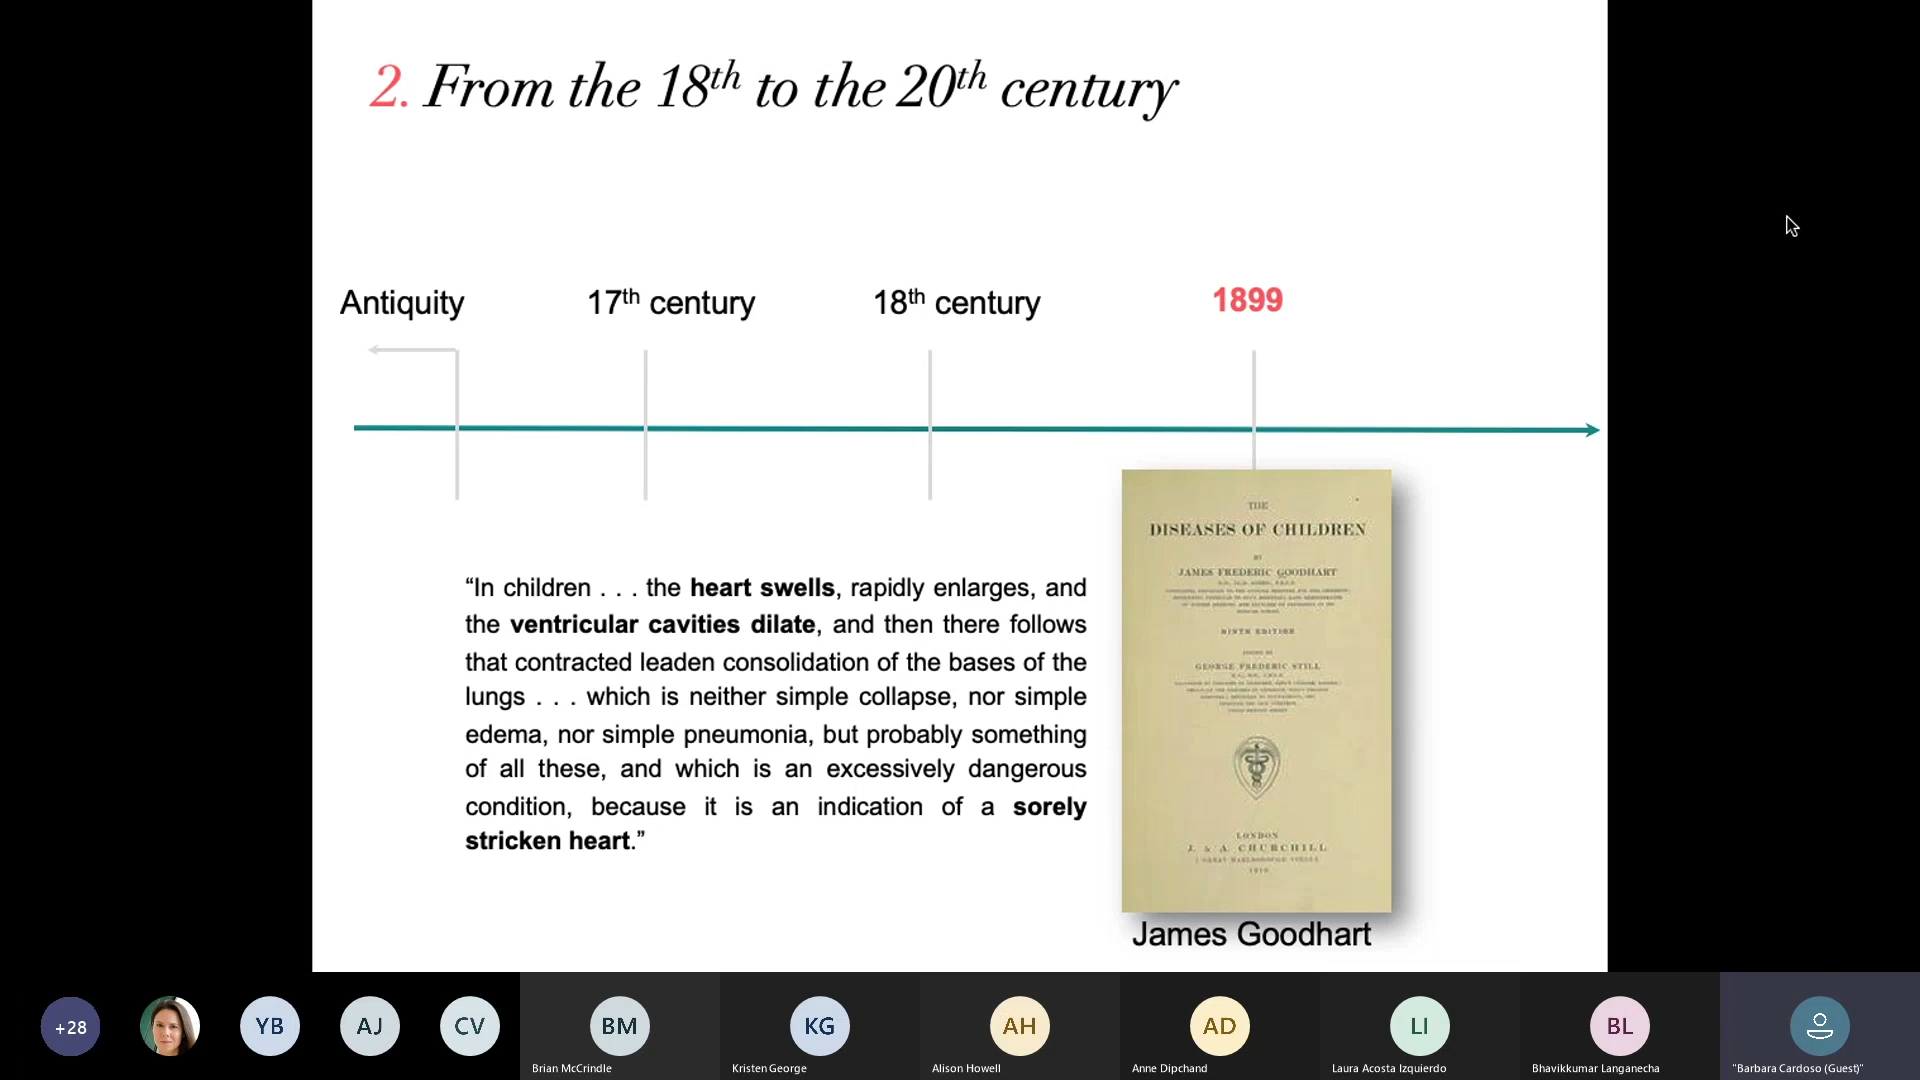 2. From the 18th to the 20th century
Antiquity
17th century
18th century
1899
“In children . . . the heart swells, rapidly enlarges, and
the ventricular cavities dilate, and then there follows
that contracted leaden consolidation of the bases of the
lungs . . . which is neither simple collapse, nor simple
edema, nor simple pneumonia, but probably something
of all these, and which is an excessively dangerous
condition, because it is an indication of a sorely
stricken heart.”
THE
DISEASES OF CHILDREN
BY
JAMES FREDERIC GOODHART
NINTH EDITION
GEORGE FREDERIC STILL
LONDON
J. & A. CHURCHILL
7 GREAT MARLBOROUGH STREET
1910
James Goodhart
+28
YB
AJ
CV
BM
KG
AH
AD
LI
BL
Brian McCrindle
Kristen George
Alison Howell
Anne Dipchand
Laura Acosta Izquierdo
Bhavikkumar Langanecha
"Barbara Cardoso (Guest)"